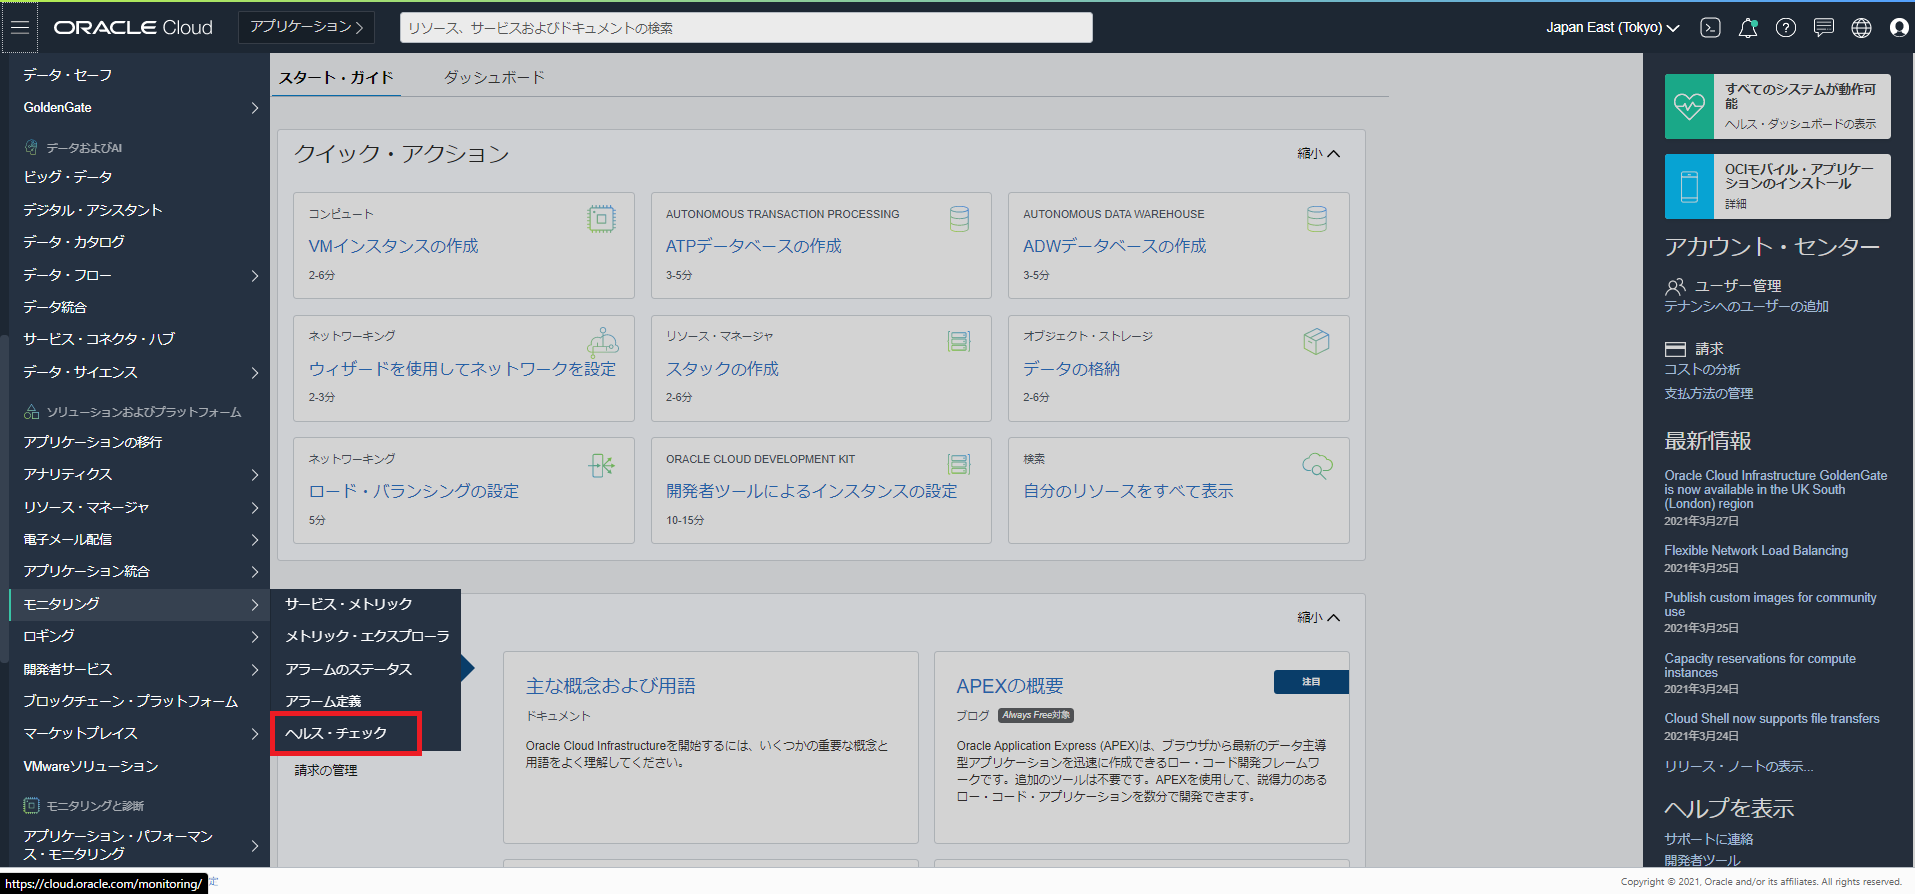 ORACLE Cloud
アプリケーション
リソース、サービスおよびドキュメントの検索
Japan East (Tokyo)
データ・セーフ
GoldenGate
データおよびAI
ビッグ・データ
デジタル・アシスタント
データ・カタログ
データ・フロー
データ統合
サービス・コネクタ・ハブ
データ・サイエンス
ソリューションおよびプラットフォーム
アプリケーションの移行
アナリティクス
リソース・マネージャ
電子メール配信
アプリケーション統合
モニタリング
ロギング
開発者サービス
ブロックチェーン・プラットフォーム
マーケットプレイス
VMwareソリューション
モニタリングと診断
アプリケーション・パフォーマン
ス・モニタリング
https://cloud.oracle.com/monitoring/
定
サービス・メトリック
メトリック・エクスプローラ
アラームのステータス
アラーム定義
ヘルス・チェック
請求の管理
スタート・ガイド
ダッシュボード
クイック・アクション
縮小
コンピュート
VMインスタンスの作成
2-6分
AUTONOMOUS TRANSACTION PROCESSING
ATPデータベースの作成
3-5分
AUTONOMOUS DATA WAREHOUSE
ADWデータベースの作成
3-5分
ネットワーキング
ウィザードを使用してネットワークを設定
2-3分
リソース・マネージャ
スタックの作成
2-6分
オブジェクト・ストレージ
データの格納
2-6分
ネットワーキング
ロード・バランシングの設定
5分
ORACLE CLOUD DEVELOPMENT KIT
開発者ツールによるインスタンスの設定
10-15分
検索
自分のリソースをすべて表示
縮小
主な概念および用語
ドキュメント
Oracle Cloud Infrastructureを開始するには、いくつかの重要な概念と
用語をよく理解してください。
注目
APEXの概要
ブログ Always Free対象
Oracle Application Express (APEX)は、ブラウザから最新のデータ主導
型アプリケーションを迅速に作成できるロー・コード開発フレームワ
ークです。追加のツールは不要です。APEXを使用して、説得力のある
ロー・コード・アプリケーションを数分で開発できます。
すべてのシステムが動作可
能
ヘルス・ダッシュボードの表示
OCIモバイル・アプリケー
ションのインストール
詳細
アカウント・センター
ユーザー管理
テナンシへのユーザーの追加
請求
コストの分析
支払方法の管理
最新情報
Oracle Cloud Infrastructure GoldenGate
is now available in the UK South
(London) region
2021年3月27日
Flexible Network Load Balancing
2021年3月25日
Publish custom images for community
use
2021年3月25日
Capacity reservations for compute
instances
2021年3月24日
Cloud Shell now supports file transfers
2021年3月24日
リリース・ノートの表示...
ヘルプを表示
サポートに連絡
開発者ツール
Copyright © 2021, Oracle and/or its affiliates. All rights reserved.